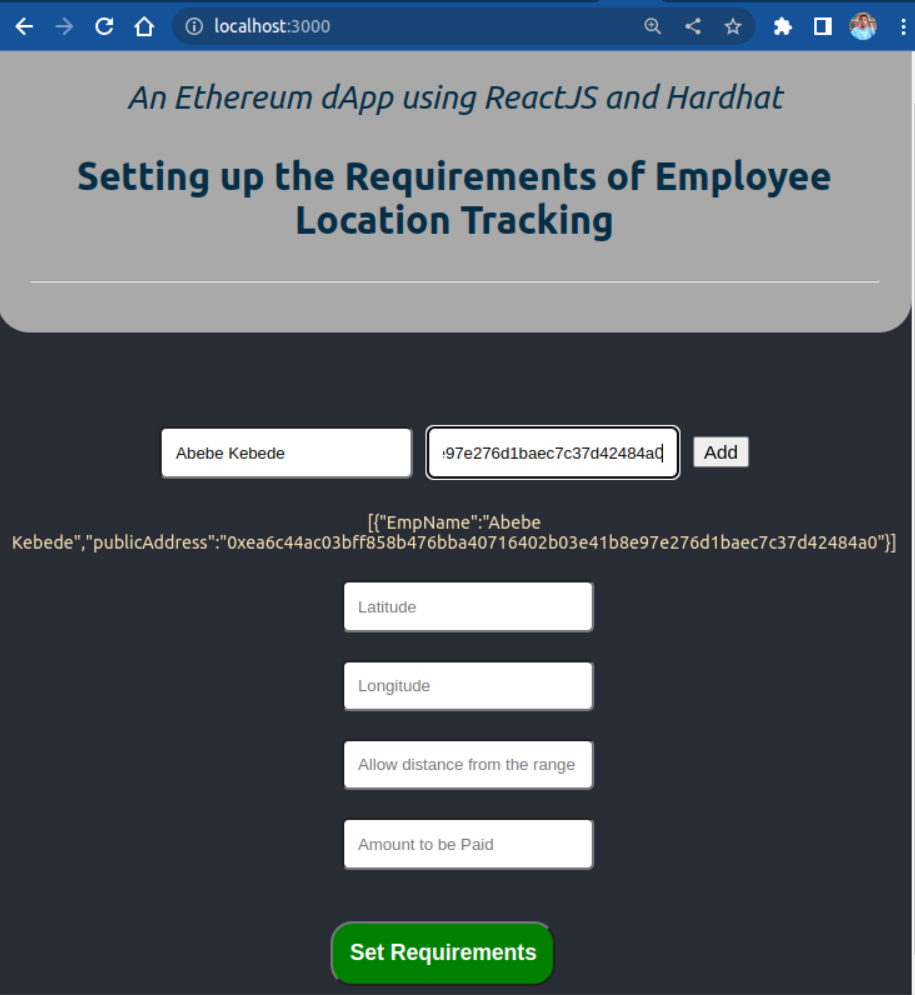 localhost:3000
An Ethereum dApp using ReactJS and Hardhat
Setting up the Requirements of Employee
Location Tracking
Abebe Kebede
97e276d1baec7c37d42484a0
Add
[{"EmpName":"Abebe
Kebede","publicAddress":"0xea6c44ac03bff858b476bba40716402b03e41b8e97e276d1baec7c37d42484a0"}]
Latitude
Longitude
Allow distance from the range
Amount to be Paid
Set Requirements